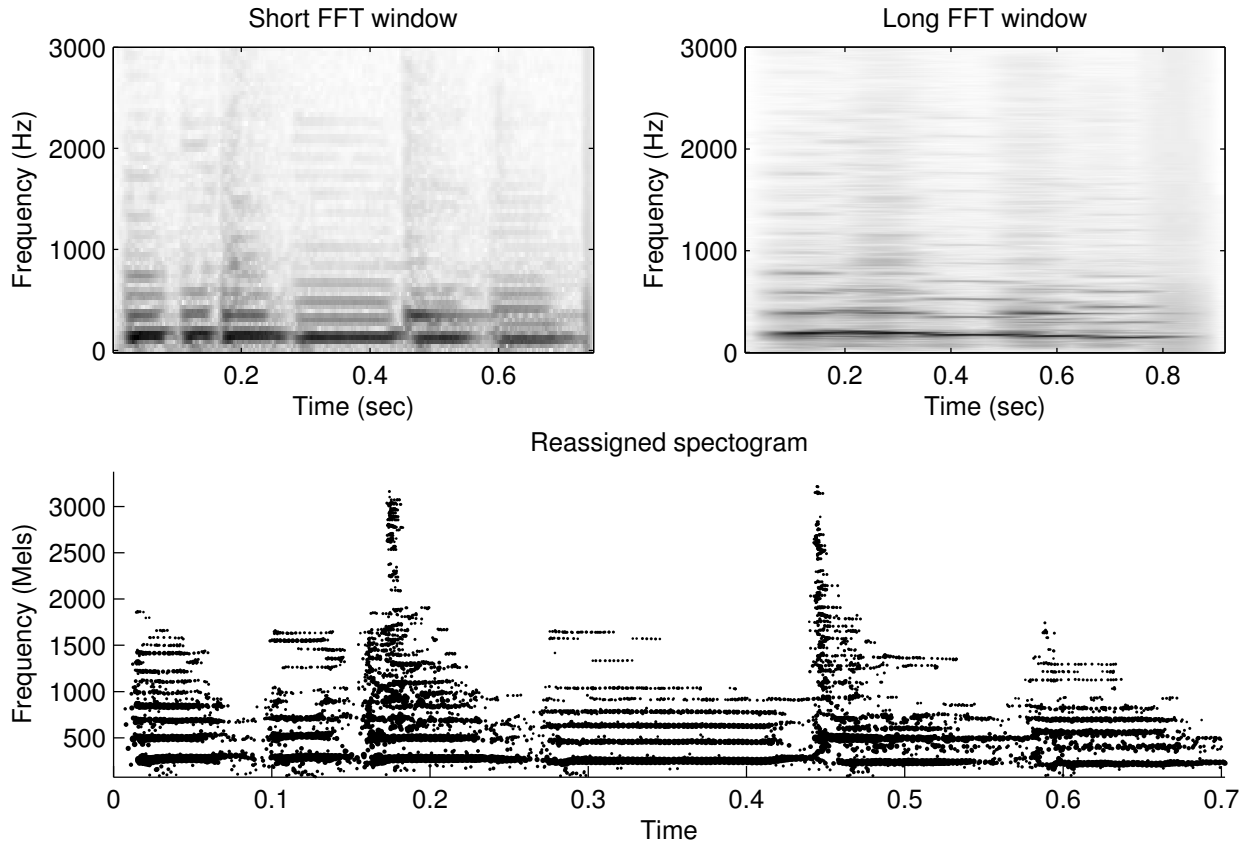 Short FFT window
3000
2000
1000
0
Frequency (Hz)
0.2 0.4 0.6
Time (sec)
Long FFT window
3000
2000
1000
0
Frequency (Hz)
0.2 0.4 0.6 0.8
Time (sec)
Reassigned spectogram
3000
2500
2000
1500
1000
500
Frequency (Mels)
0 0.1 0.2 0.3 0.4 0.5 0.6 0.7
Time